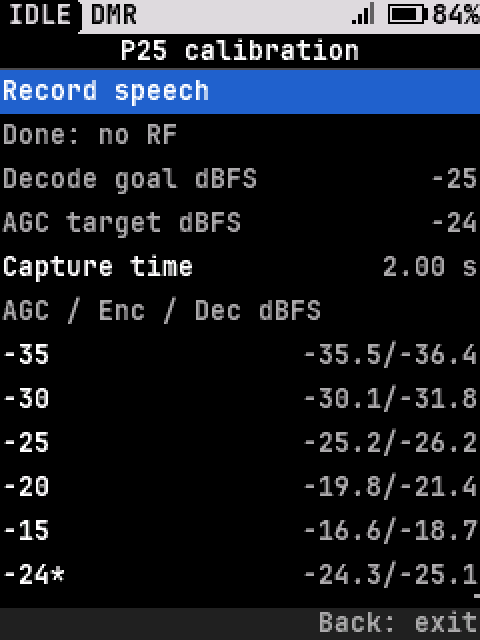 IDLE DMR 84%
P25 calibration
Record speech
Done: no RF
Decode goal dBFS -25
AGC target dBFS -24
Capture time 2.00 s
AGC / Enc / Dec dBFS
-35 -35.5/-36.4
-30 -30.1/-31.8
-25 -25.2/-26.2
-20 -19.8/-21.4
-15 -16.6/-18.7
-24* -24.3/-25.1
Back: exit